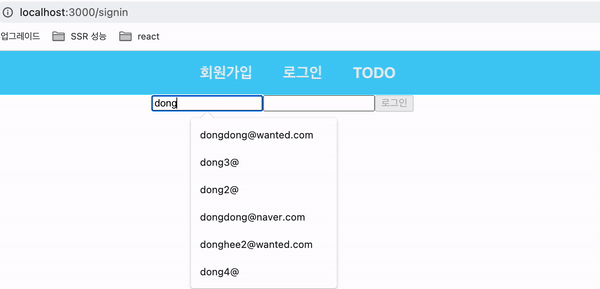 localhost:3000/signin
업그레이드 SSR 성능 react
회원가입 로그인 TODO
dong 로그인
dongdong@wanted.com
dong3@
dong2@
dongdong@naver.com
donghee2@wanted.com
dong4@